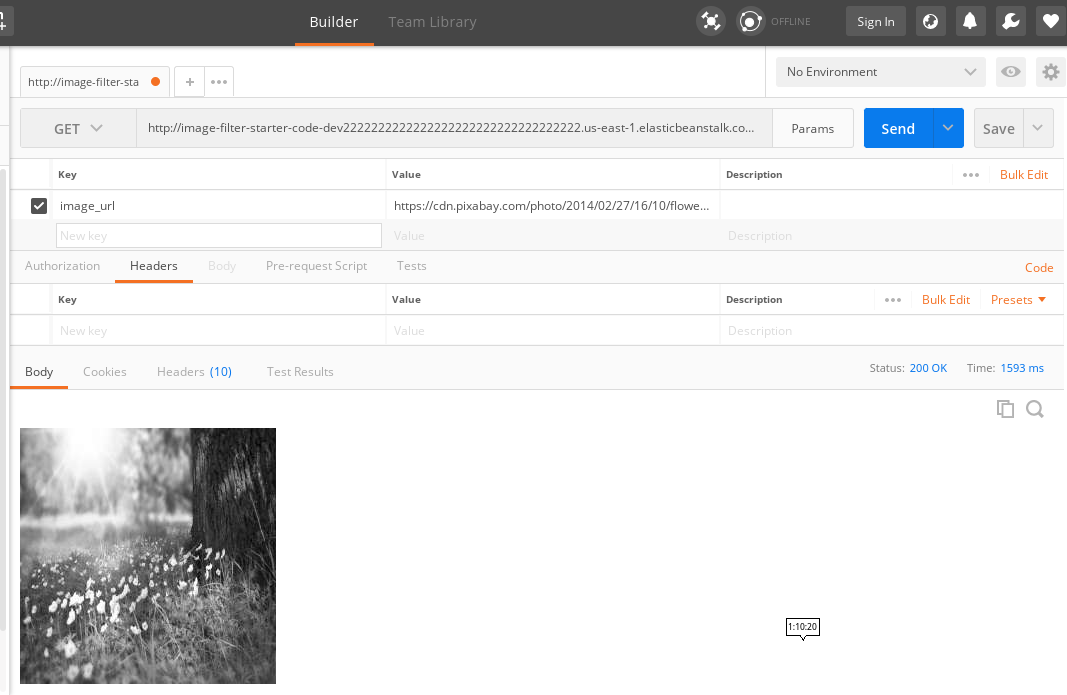 Builder Team Library OFFLINE Sign In
http://image-filter-sta + No Environment
GET http://image-filter-starter-code-dev2222222222222222222222222222222222.us-east-1.elasticbeanstalk.co... Params Send Save
Key Value Description Bulk Edit
image_url https://cdn.pixabay.com/photo/2014/02/27/16/10/flowe...
New key Value Description
Authorization Headers Body Pre-request Script Tests Code
Key Value Description Bulk Edit Presets
New key Value Description
Body Cookies Headers (10) Test Results Status: 200 OK Time: 1593 ms
1:10:20